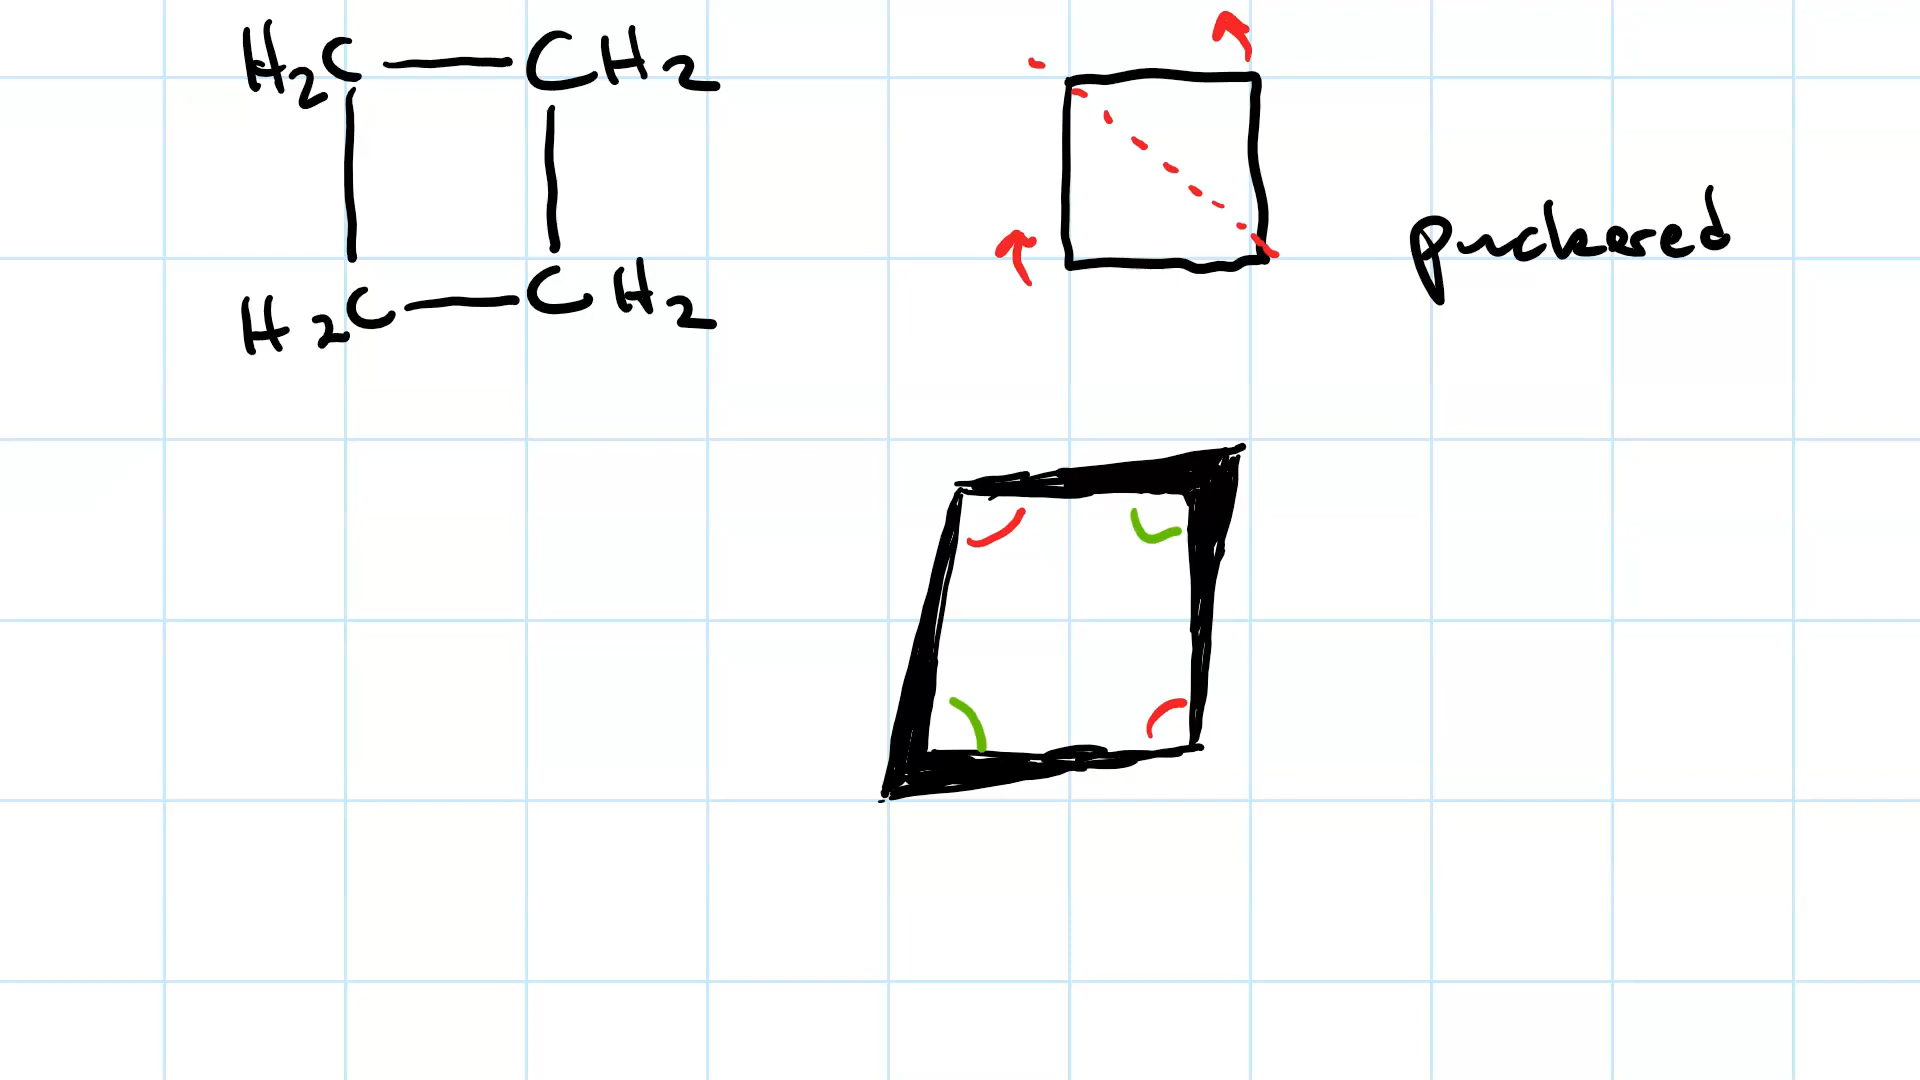 H₂C — CH₂
puckered
H₂C — CH₂